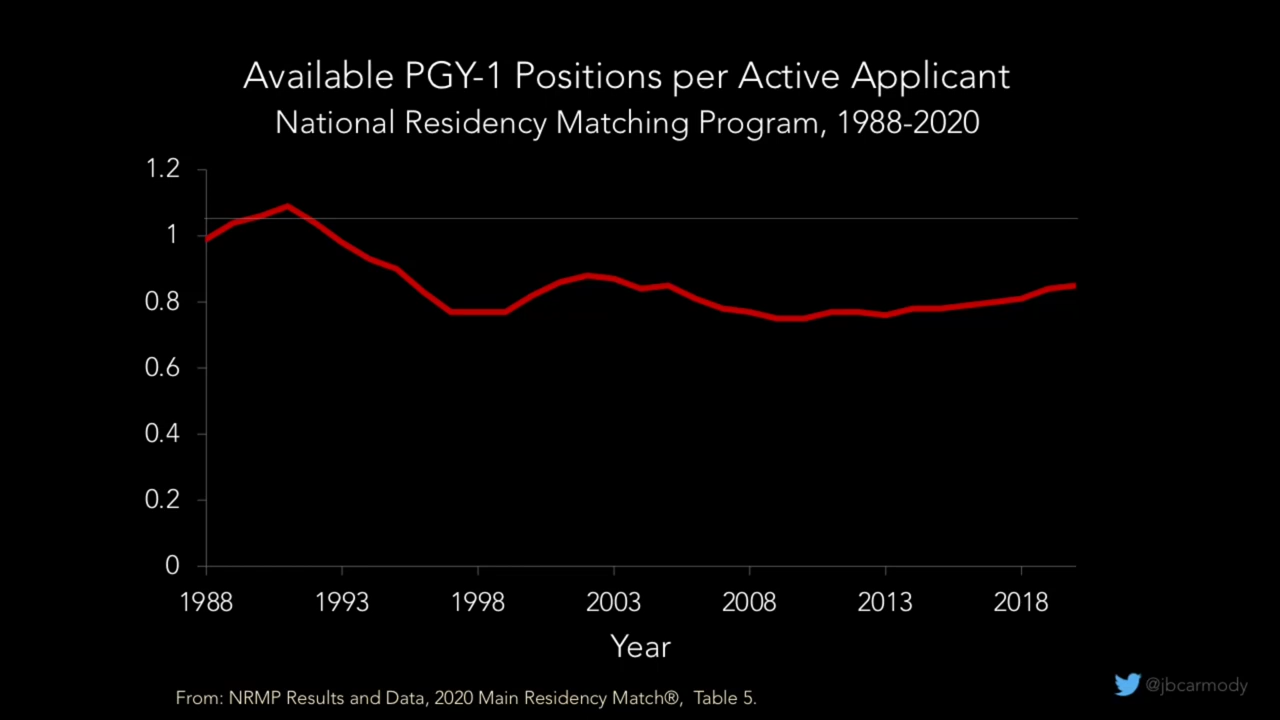 Available PGY-1 Positions per Active Applicant
National Residency Matching Program, 1988-2020
1.2
1
0.8
0.6
0.4
0.2
0
1988 1993 1998 2003 2008 2013 2018
Year
From: NRMP Results and Data, 2020 Main Residency Match®, Table 5.
@jbcarmody